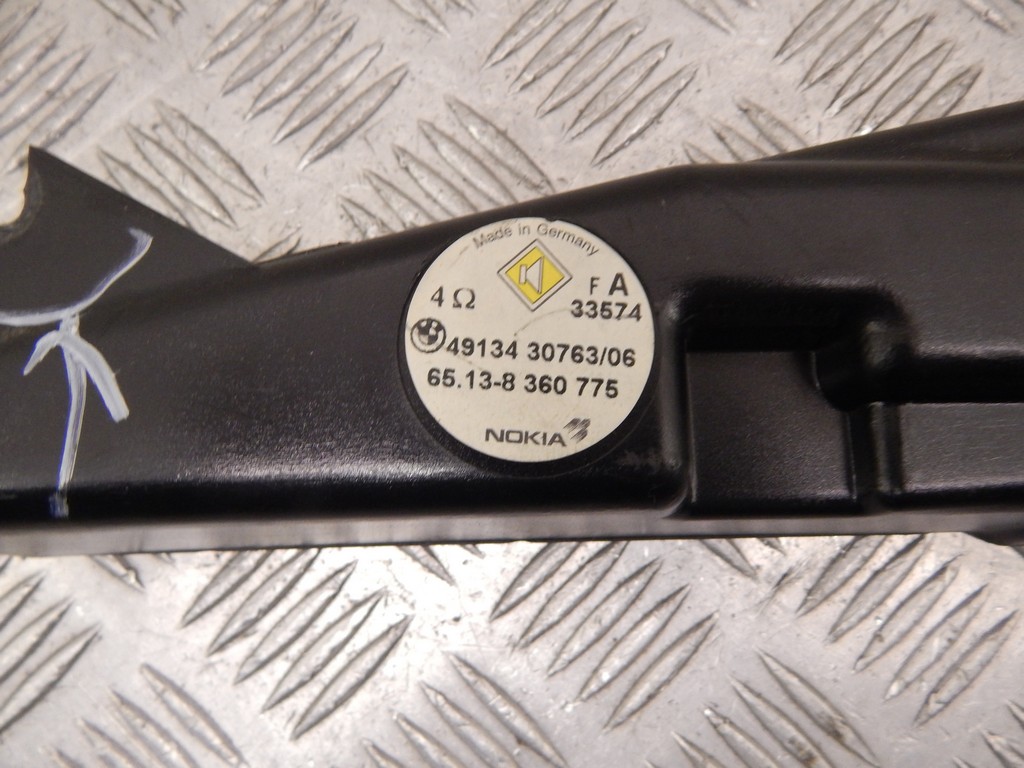 Made in Germany
4 Ω
F A
33574
49134 30763/06
65.13-8 360 775
NOKIA